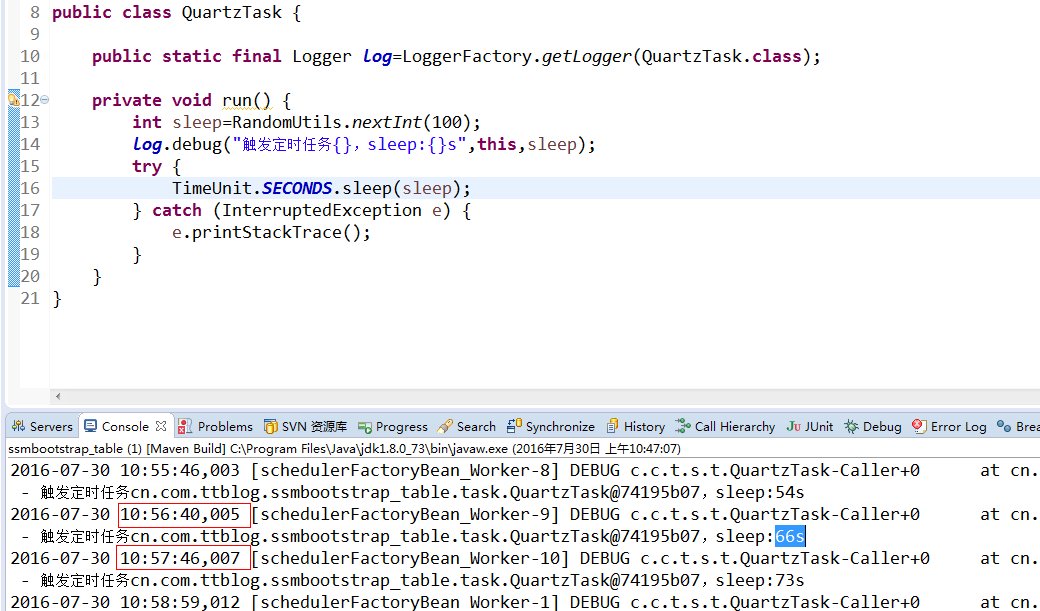 8 public class QuartzTask {
9
10 public static final Logger log=LoggerFactory.getLogger(QuartzTask.class);
11
12 private void run() {
13 int sleep=RandomUtils.nextInt(100);
14 log.debug("触发定时任务{}，sleep:{}s",this,sleep);
15 try {
16 TimeUnit.SECONDS.sleep(sleep);
17 } catch (InterruptedException e) {
18 e.printStackTrace();
19 }
20 }
21 }
Servers Console Problems SVN 资源库 Progress Search Synchronize History Call Hierarchy JUnit Debug Error Log Brea
ssmbootstrap_table (1) [Maven Build] C:\Program Files\Java\jdk1.8.0_73\bin\javaw.exe (2016年7月30日 上午10:47:07)
2016-07-30 10:55:46,003 [schedulerFactoryBean_Worker-8] DEBUG c.c.t.s.t.QuartzTask-Caller+0 at cn.
- 触发定时任务cn.com.ttblog.ssmbootstrap_table.task.QuartzTask@74195b07，sleep:54s
2016-07-30 10:56:40,005 [schedulerFactoryBean_Worker-9] DEBUG c.c.t.s.t.QuartzTask-Caller+0 at cn.
- 触发定时任务cn.com.ttblog.ssmbootstrap_table.task.QuartzTask@74195b07，sleep:66s
2016-07-30 10:57:46,007 [schedulerFactoryBean_Worker-10] DEBUG c.c.t.s.t.QuartzTask-Caller+0 at cn.
- 触发定时任务cn.com.ttblog.ssmbootstrap_table.task.QuartzTask@74195b07，sleep:73s
2016-07-30 10:58:59,012 [schedulerFactoryBean_Worker-1] DEBUG c.c.t.s.t.QuartzTask-Caller+0 at cn.